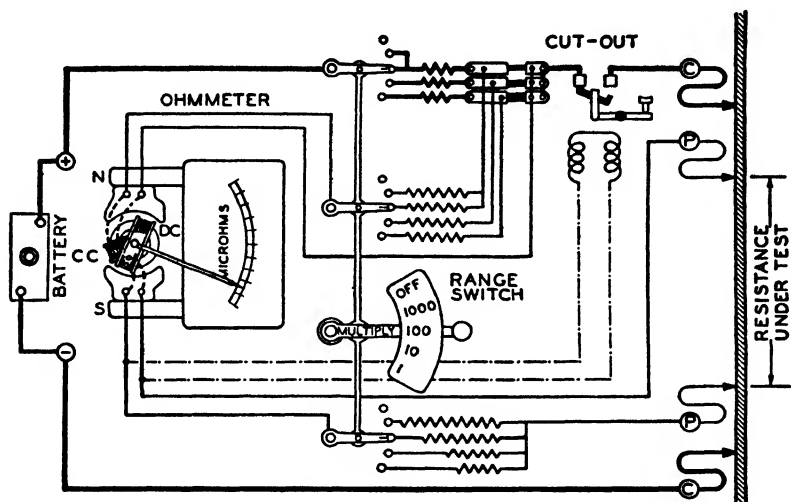 CUT-OUT
C
OHMMETER
P
+
N
DC
CC
MICROHMS
BATTERY
S
RANGE
SWITCH
OFF
1000
MULTIPLY
100
10
1
RESISTANCE
UNDER TEST
−
P
C